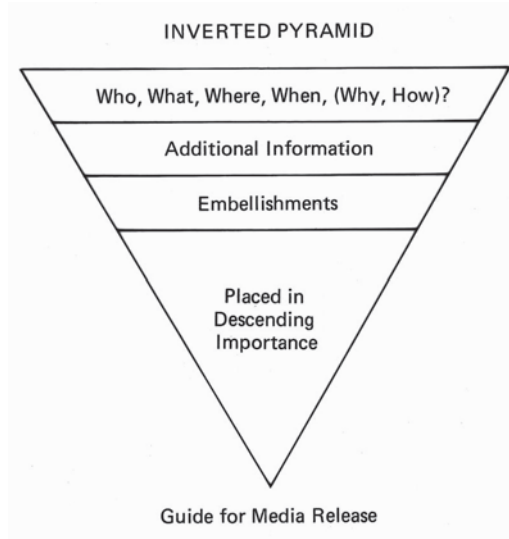 INVERTED PYRAMID
Who, What, Where, When, (Why, How)?
Additional Information
Embellishments
Placed in
Descending
Importance
Guide for Media Release